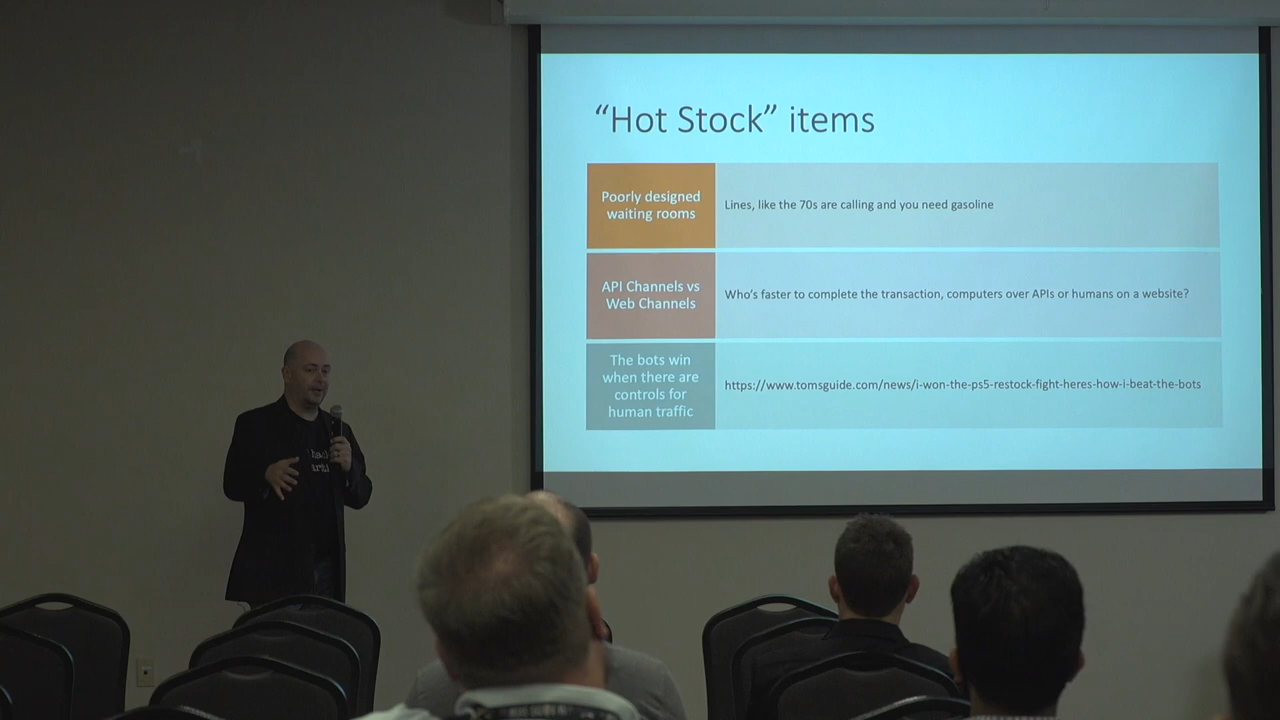 “Hot Stock” items
Poorly designed
waiting rooms
Lines, like the 70s are calling and you need gasoline
API Channels vs
Web Channels
Who’s faster to complete the transaction, computers over APIs or humans on a website?
The bots win
when there are
controls for
human traffic
https://www.tomsguide.com/news/i-won-the-ps5-restock-fight-heres-how-i-beat-the-bots